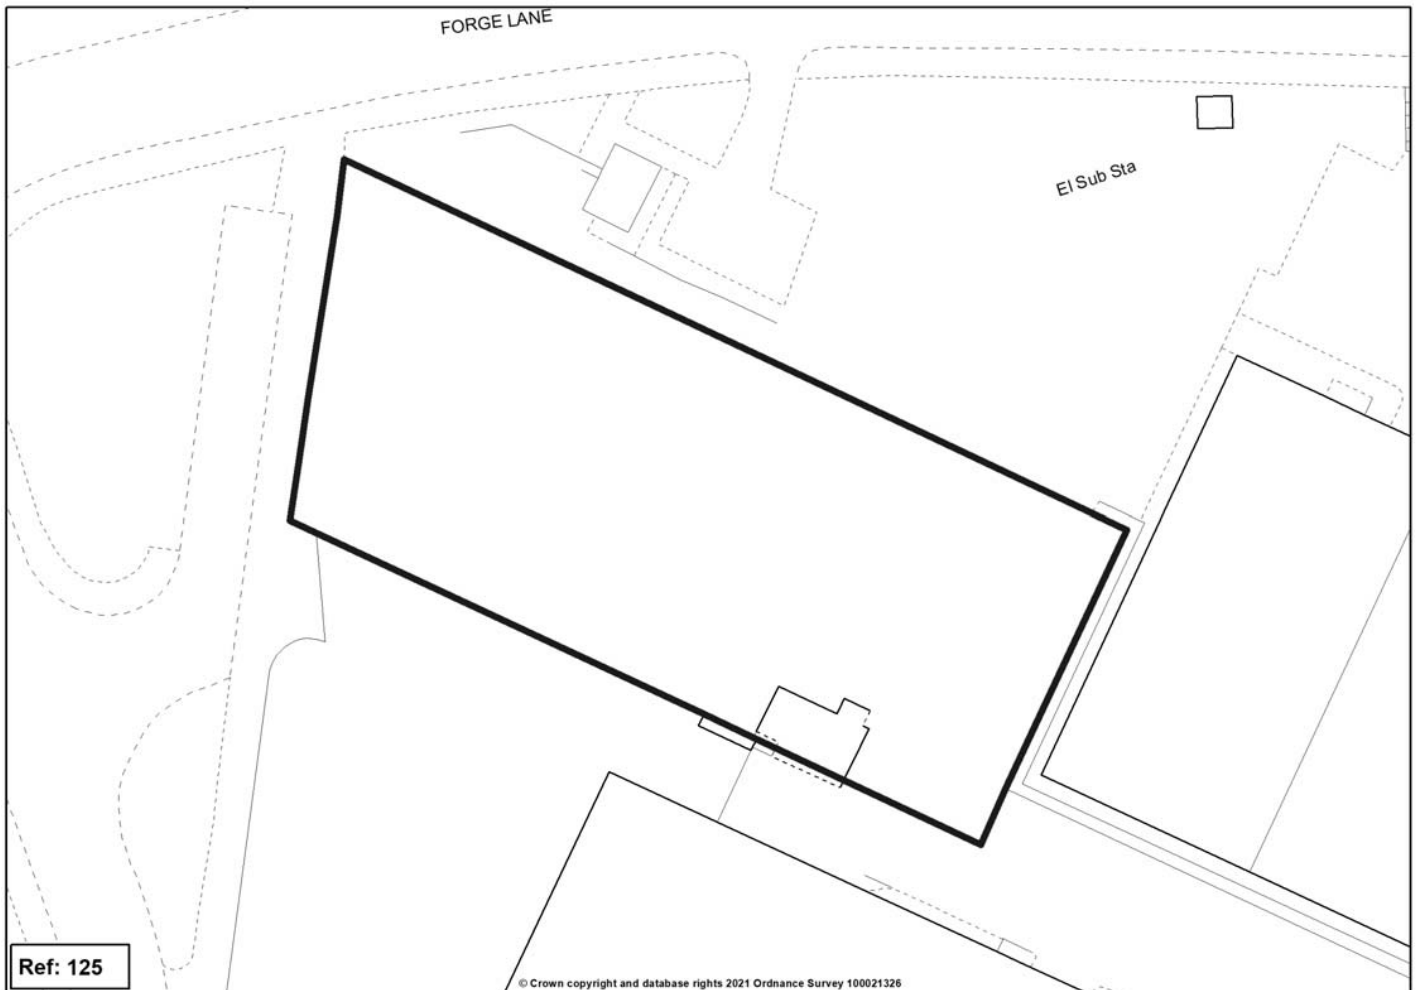 FORGE LANE
El Sub Sta
Ref: 125
© Crown copyright and database rights 2021 Ordnance Survey 100021326